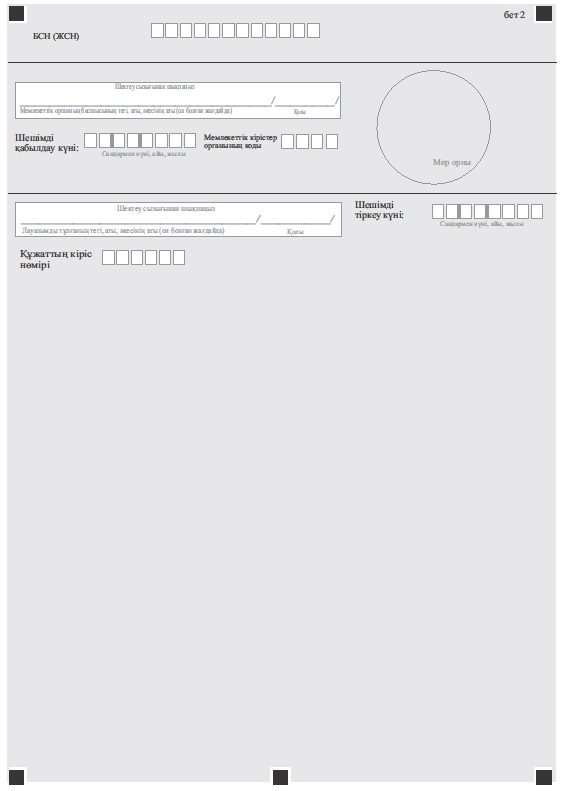 бет 2
БСН (ЖСН)
Шектеу сызығынан шықпаңыз
Мемлекеттік органның басшысының тегі, аты, әкесінің аты (ол болған жағдайда)
Қолы
Шешімді
қабылдау күні:
Сандармен күні, айы, жылы
Мемлекеттік кірістер
органының коды
Мөр орны
Шектеу сызығынан шықпаңыз
Лауазымды тұлғаның тегі, аты, әкесінің аты (ол болған жағдайда)
Қолы
Шешімді
тіркеу күні:
Сандармен күні, айы, жылы
Құжаттың кіріс
нөмірі